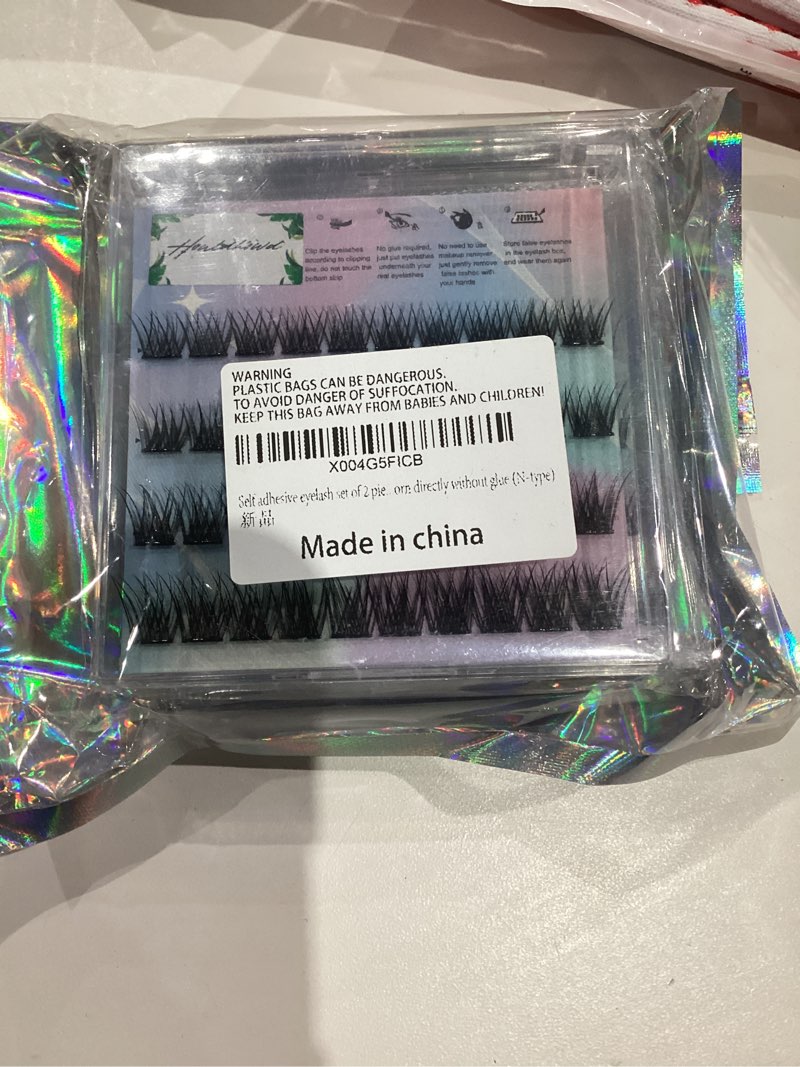 Clip the eyelashes
according to clipping
line, do not touch the
bottom stip
No glue required,
just put eyelashes
underneath your
real eyelashes
No need to use
makeup remover
just gently remove
false lashes with
your hands
Store false eyelashes
in the eyelash box,
and wear them again
WARNING
PLASTIC BAGS CAN BE DANGEROUS.
TO AVOID DANGER OF SUFFOCATION.
KEEP THIS BAG AWAY FROM BABIES AND CHILDREN!
X004G5FICB
Self adhesive eyelash set of 2 pie... orn directly without glue (N-type)
新品
Made in china